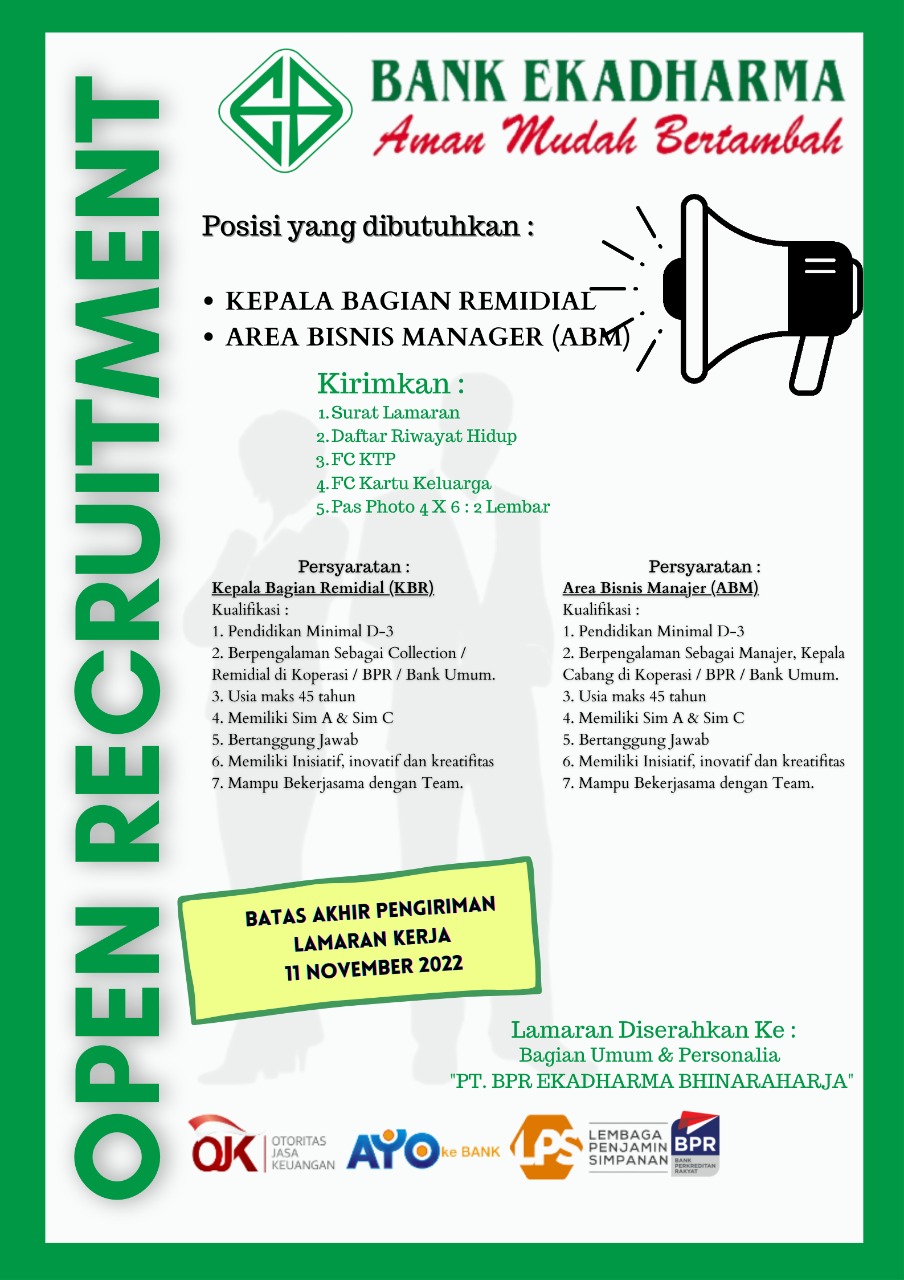 OPEN RECRUITMENT
BANK EKADHARMA
Aman Mudah Bertambah
Posisi yang dibutuhkan :
• KEPALA BAGIAN REMIDIAL
• AREA BISNIS MANAGER (ABM)
Kirimkan :
1. Surat Lamaran
2. Daftar Riwayat Hidup
3. FC KTP
4. FC Kartu Keluarga
5. Pas Photo 4 X 6 : 2 Lembar
Persyaratan :
Kepala Bagian Remidial (KBR)
Kualifikasi :
1. Pendidikan Minimal D-3
2. Berpengalaman Sebagai Collection /
Remidial di Koperasi / BPR / Bank Umum.
3. Usia maks 45 tahun
4. Memiliki Sim A & Sim C
5. Bertanggung Jawab
6. Memiliki Inisiatif, inovatif dan kreatifitas
7. Mampu Bekerjasama dengan Team.
Persyaratan :
Area Bisnis Manajer (ABM)
Kualifikasi :
1. Pendidikan Minimal D-3
2. Berpengalaman Sebagai Manajer, Kepala
Cabang di Koperasi / BPR / Bank Umum.
3. Usia maks 45 tahun
4. Memiliki Sim A & Sim C
5. Bertanggung Jawab
6. Memiliki Inisiatif, inovatif dan kreatifitas
7. Mampu Bekerjasama dengan Team.
BATAS AKHIR PENGIRIMAN
LAMARAN KERJA
11 NOVEMBER 2022
Lamaran Diserahkan Ke :
Bagian Umum & Personalia
"PT. BPR EKADHARMA BHINARAHARJA"
OJK
OTORITAS
JASA
KEUANGAN
AYO ke BANK
LPS
LEMBAGA
PENJAMIN
SIMPANAN
BPR
BANK
PERKREDITAN
RAKYAT